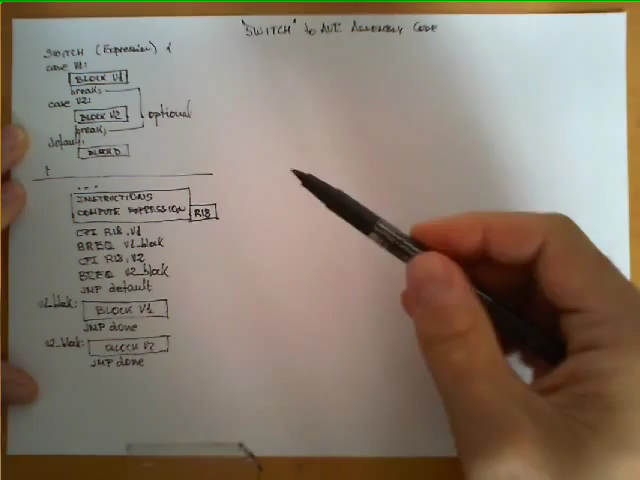 "SWITCH" to AVR ASSEMBLY CODE
SWITCH (Expression) {
case V1:
BLOCK V1
break;
case V2:
optional
BLOCK V2
break;
default:
BLOCK D
}
...
INSTRUCTIONS
COMPUTE EXPRESSION
R18
CPI R18, V1
BREQ V1_block
CPI R18, V2
BREQ V2_block
JMP default
V1_block: BLOCK V1
JMP done
V2_block: BLOCK V2
JMP done